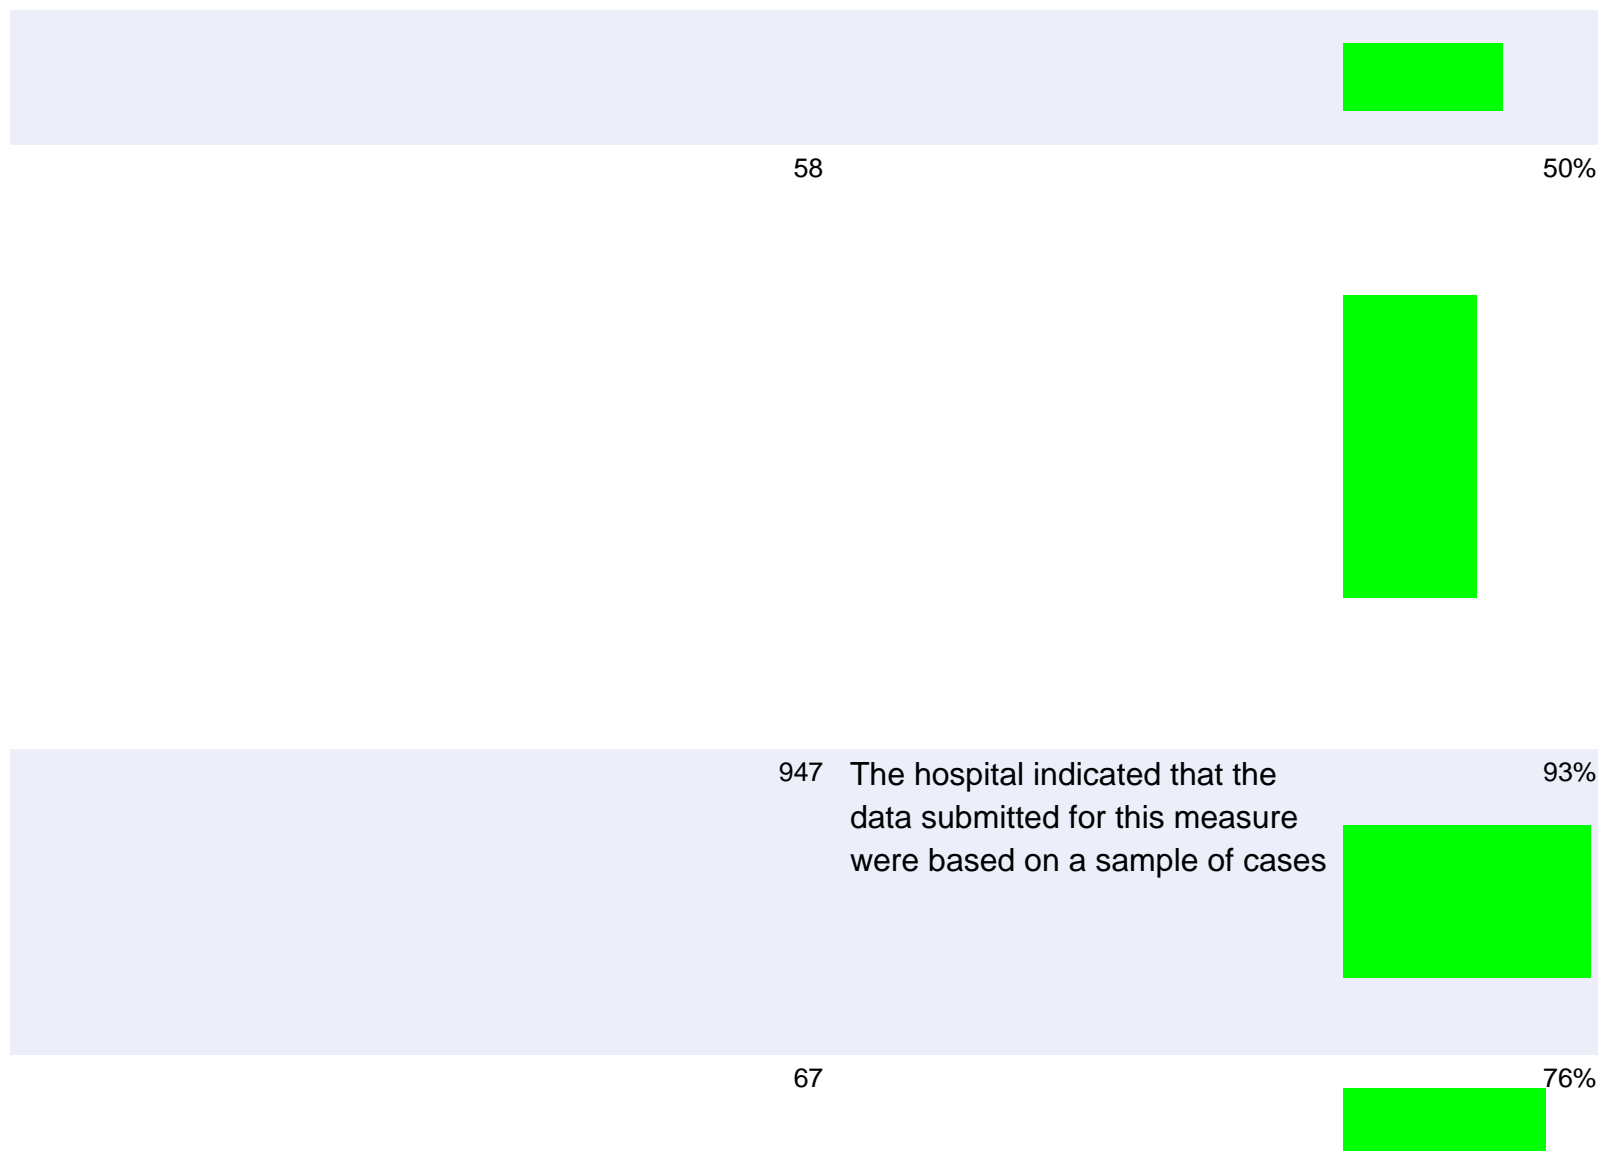 58 50%
947 The hospital indicated that the 93%
data submitted for this measure
were based on a sample of cases
67 76%